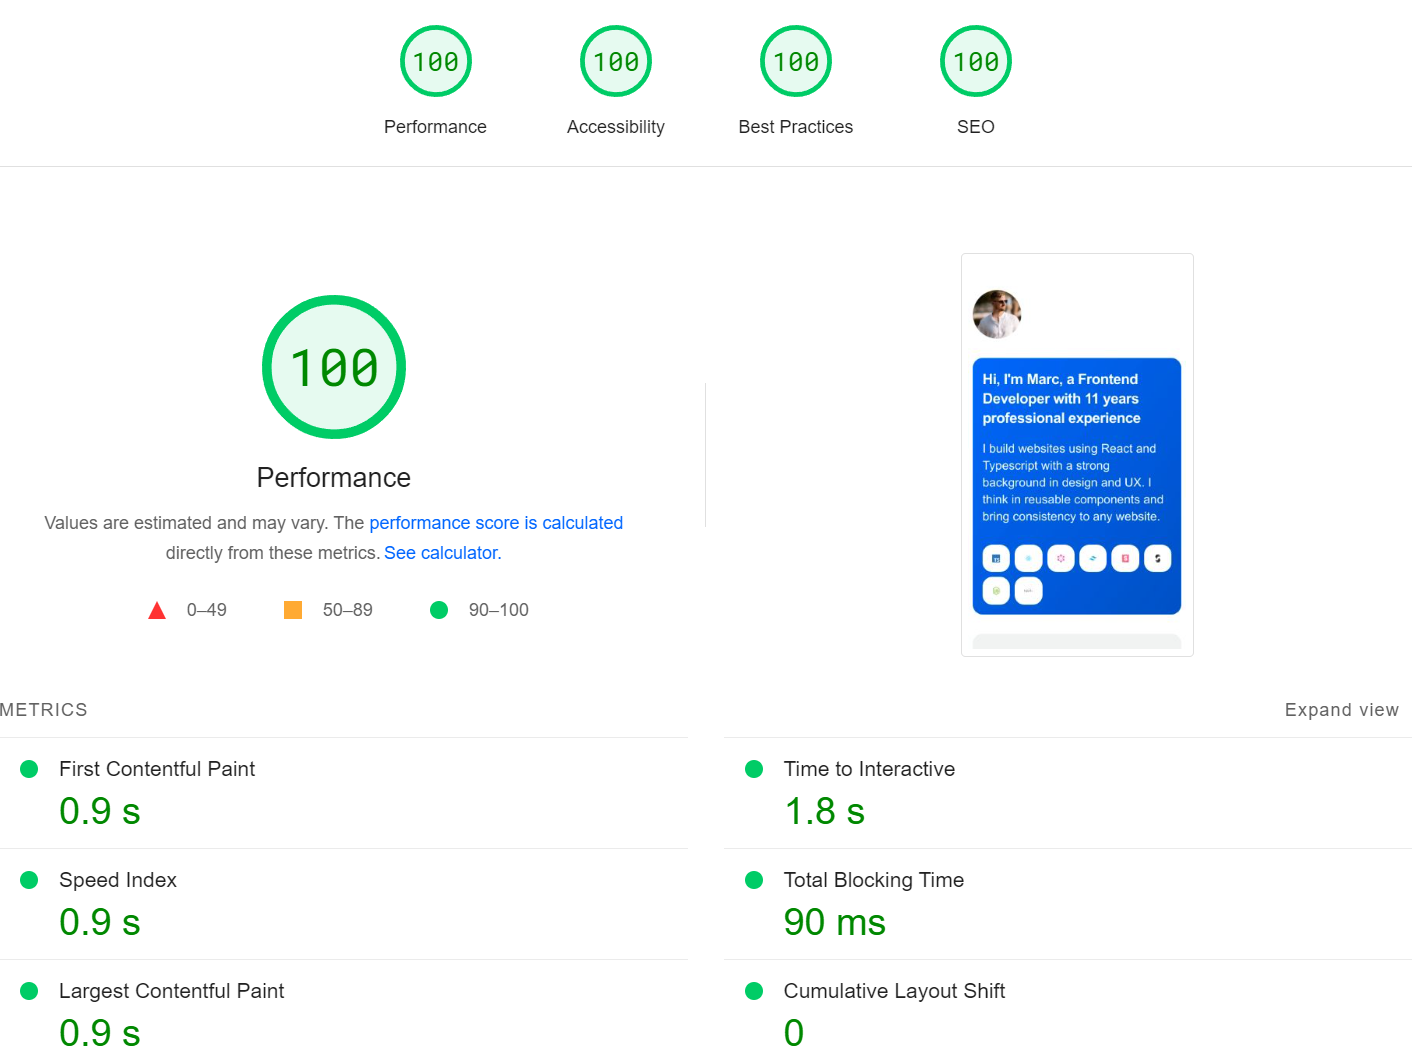 100
100
100
100
Performance
Accessibility
Best Practices
SEO
100
Performance
Values are estimated and may vary. The performance score is calculated
directly from these metrics. See calculator.
0–49
50–89
90–100
Hi, I'm Marc, a Frontend
Developer with 11 years
professional experience
I build websites using React and
Typescript with a strong
background in design and UX. I
think in reusable components and
bring consistency to any website.
METRICS
Expand view
First Contentful Paint
0.9 s
Time to Interactive
1.8 s
Speed Index
0.9 s
Total Blocking Time
90 ms
Largest Contentful Paint
0.9 s
Cumulative Layout Shift
0